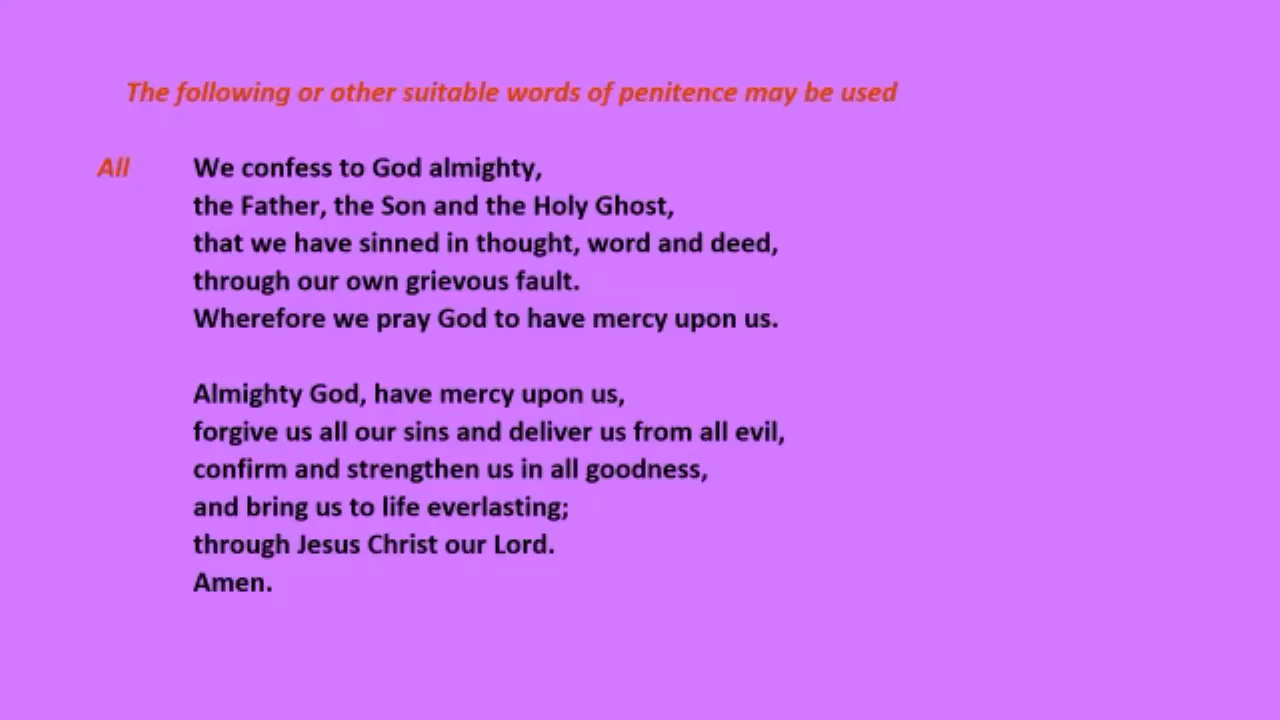 The following or other suitable words of penitence may be used
All We confess to God almighty,
the Father, the Son and the Holy Ghost,
that we have sinned in thought, word and deed,
through our own grievous fault.
Wherefore we pray God to have mercy upon us.
Almighty God, have mercy upon us,
forgive us all our sins and deliver us from all evil,
confirm and strengthen us in all goodness,
and bring us to life everlasting;
through Jesus Christ our Lord.
Amen.